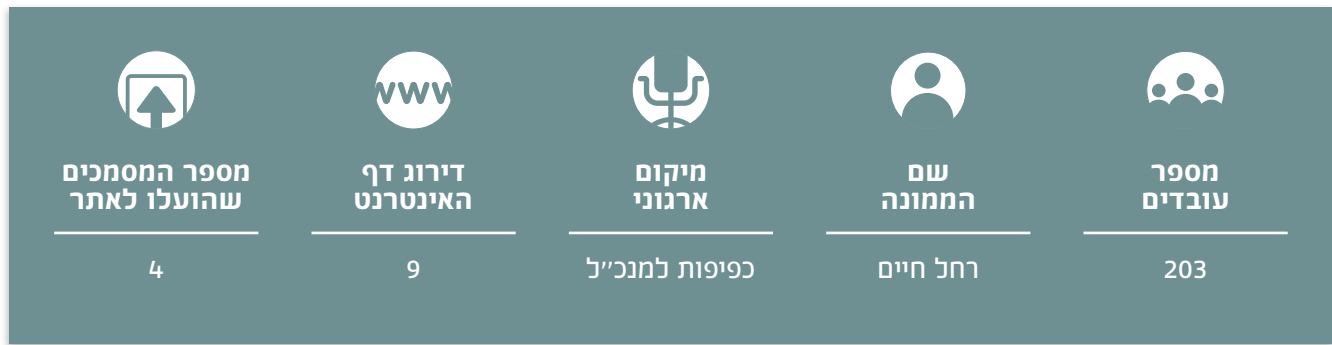 מספר
עובדים
203
שם
הממונה
רחל חיים
מיקום
ארגוני
כפיפות למנכ''ל
www
דירוג דף
האינטרנט
9
מספר המסמכים
שהועלו לאתר
4